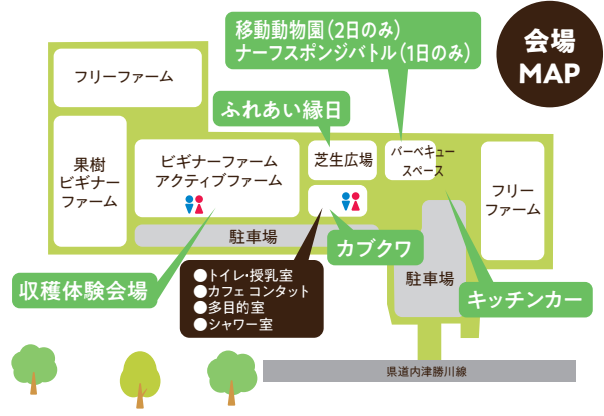 移動動物園（2日のみ）
ナーフスポンジバトル（1日のみ）
会場
MAP
フリーファーム
ふれあい縁日
果樹
ビギナー
ファーム
ビギナーファーム
アクティブファーム
芝生広場
バーベキュー
スペース
フリー
ファーム
駐車場
カブクワ
駐車場
収穫体験会場
●トイレ・授乳室
●カフェ コンタット
●多目的室
●シャワー室
キッチンカー
県道内津勝川線